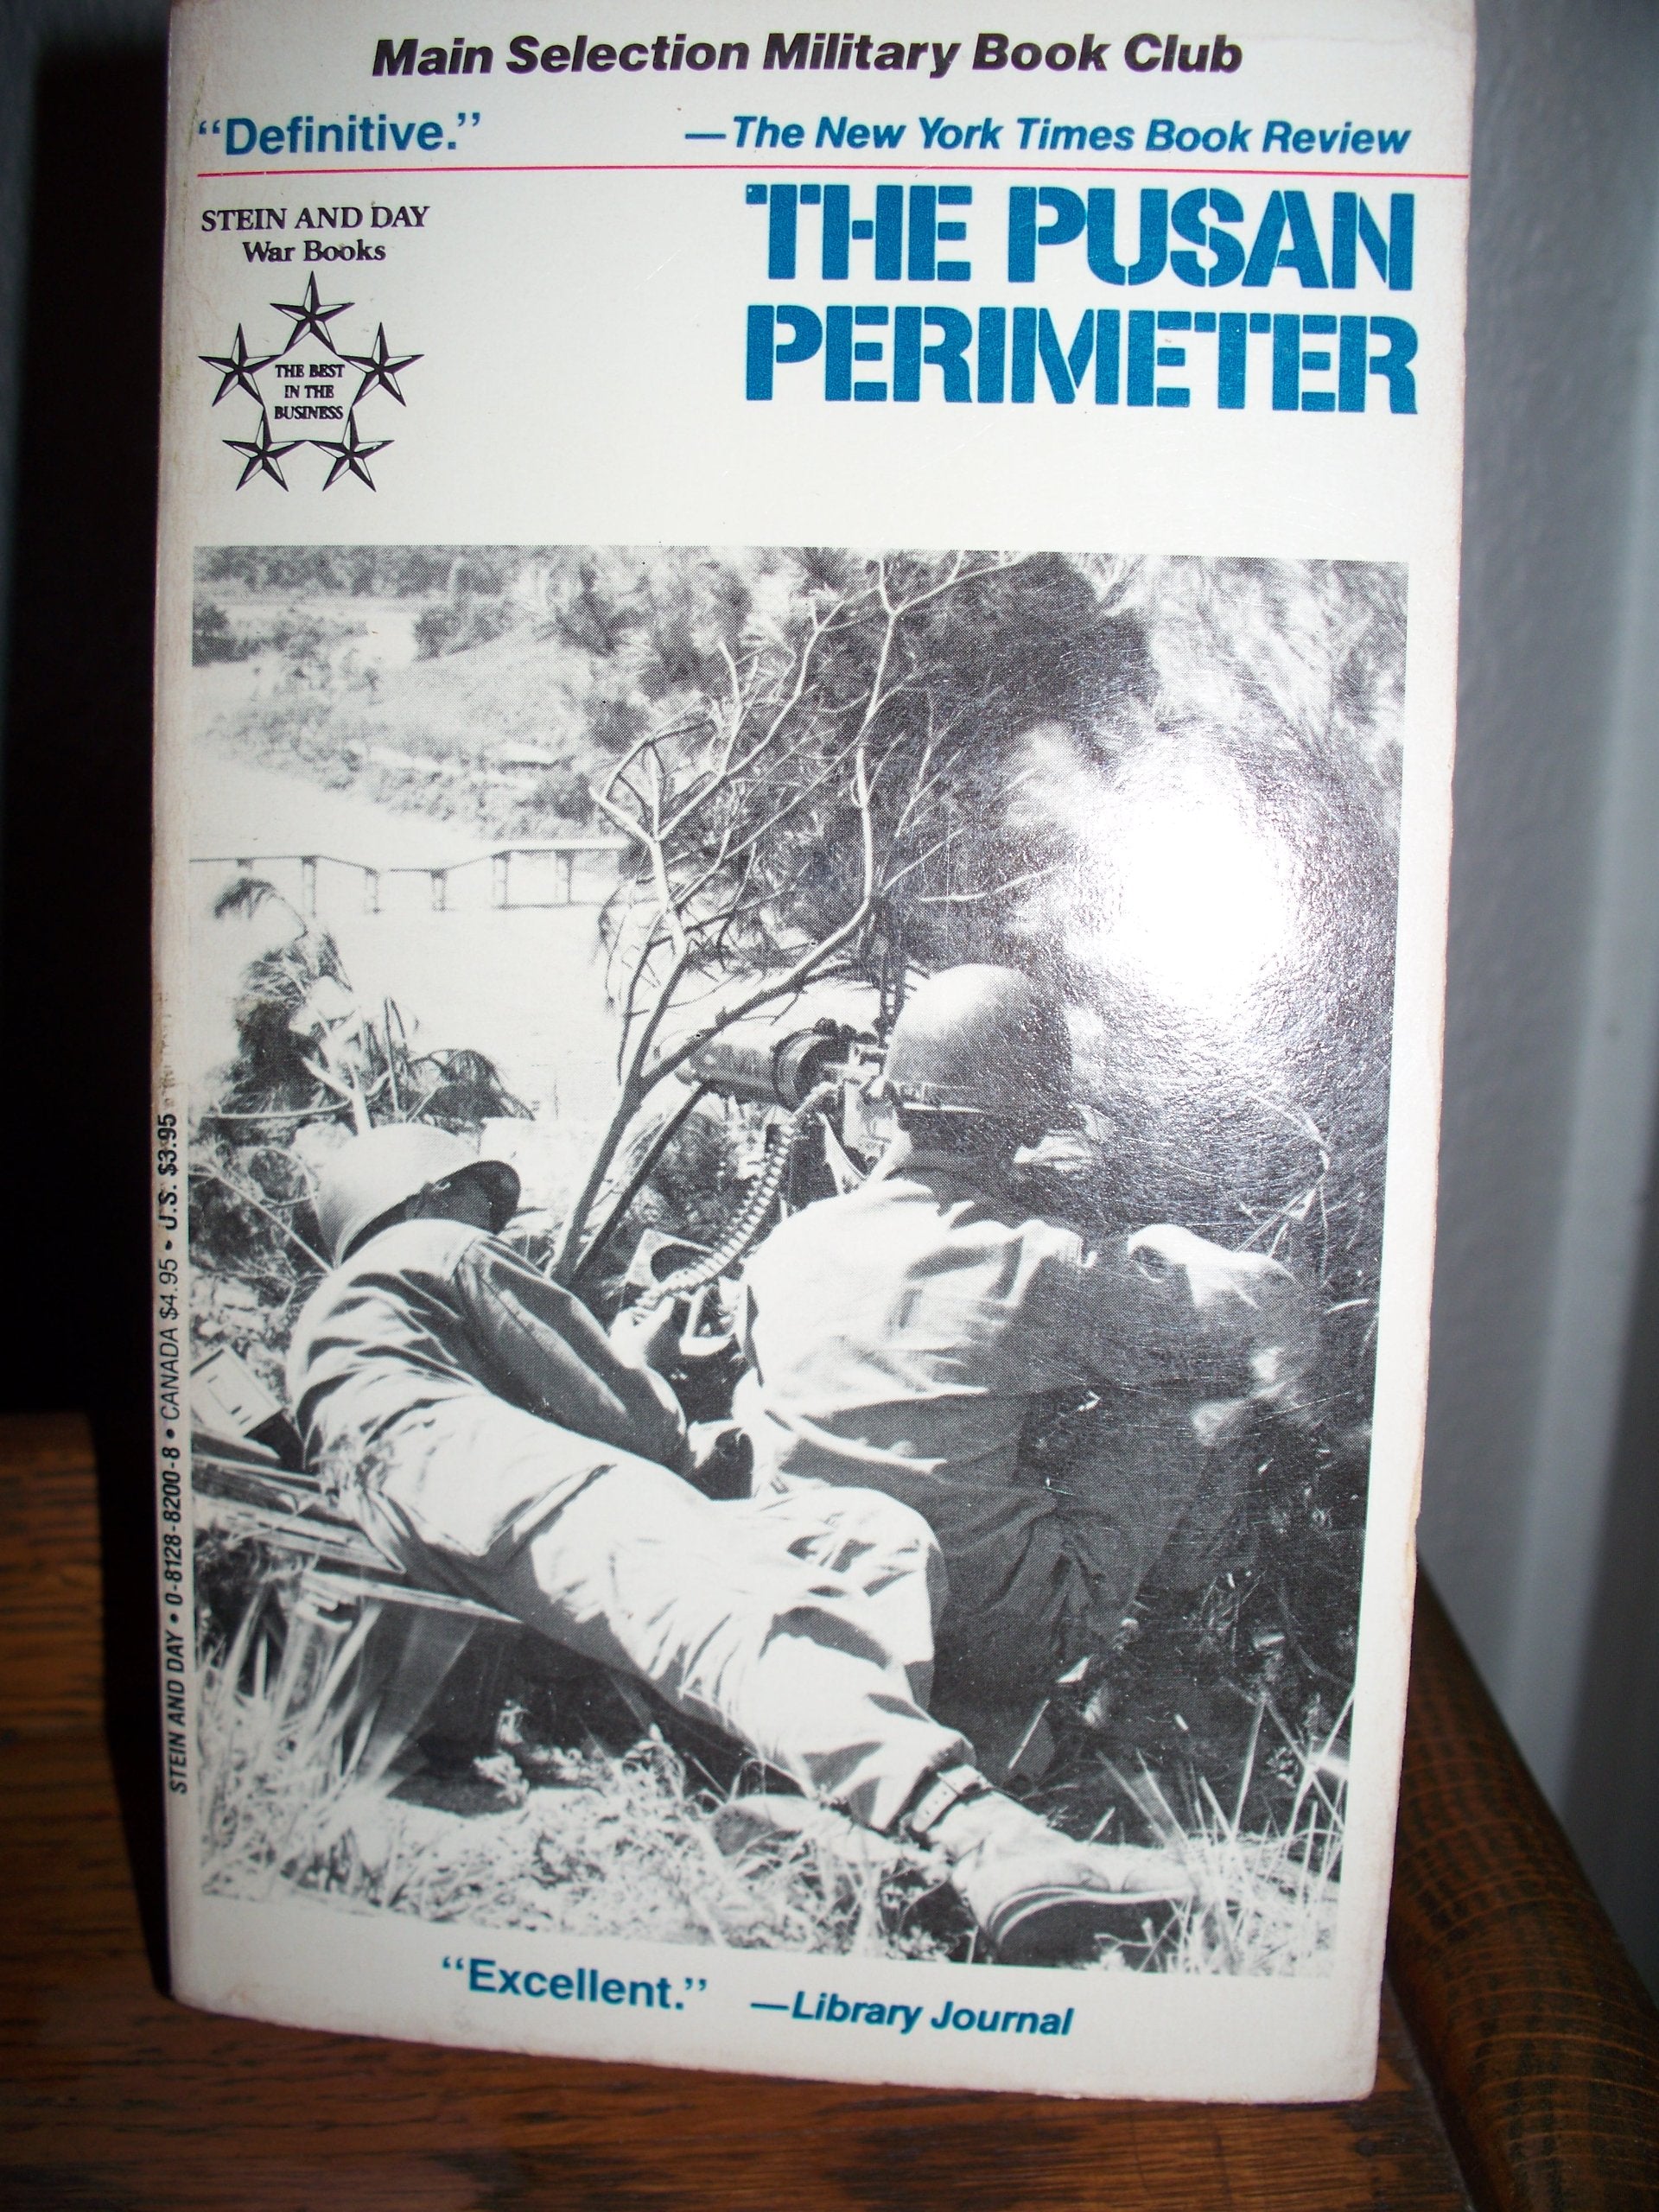 Main Selection Military Book Club
“Definitive.” —The New York Times Book Review
STEIN AND DAY
War Books
THE BEST
IN THE
BUSINESS
THE PUSAN
PERIMETER
STEIN AND DAY • 0-8128-8200-8 • CANADA $4.95 • U.S. $3.95
“Excellent.” —Library Journal